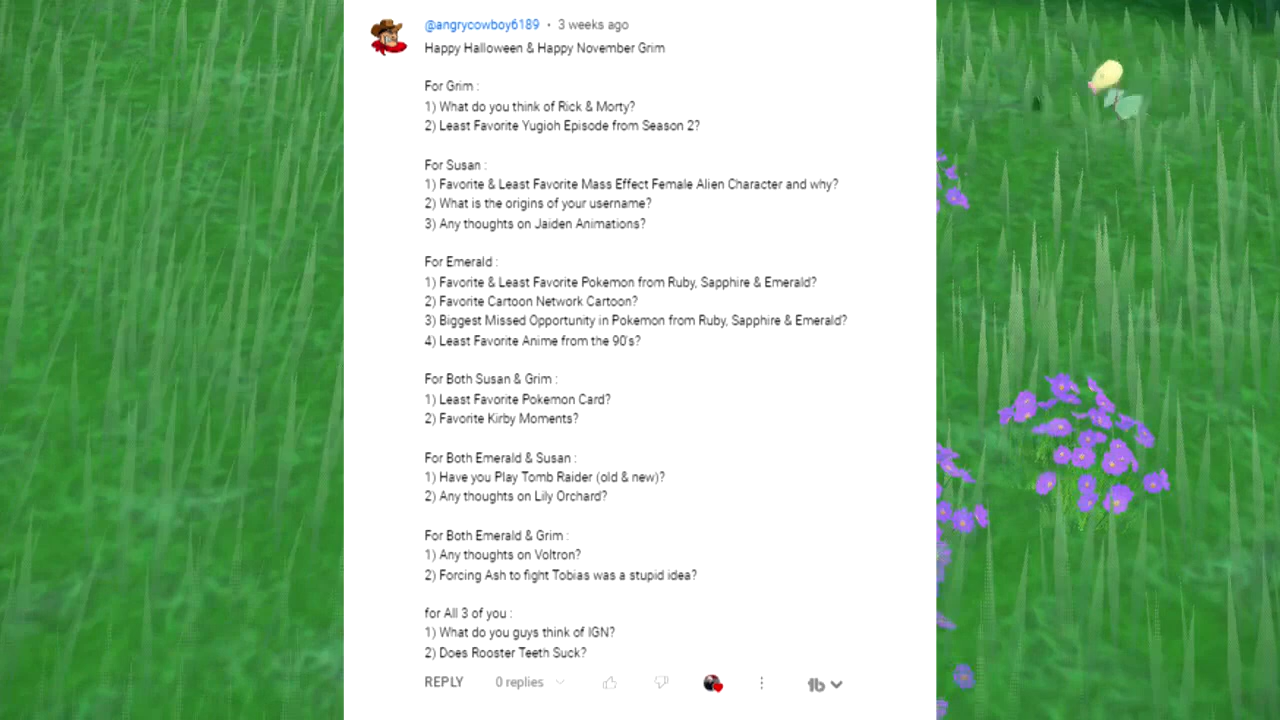 @angrycowboy6189 • 3 weeks ago
Happy Halloween & Happy November Grim
For Grim :
1) What do you think of Rick & Morty?
2) Least Favorite Yugioh Episode from Season 2?
For Susan :
1) Favorite & Least Favorite Mass Effect Female Alien Character and why?
2) What is the origins of your username?
3) Any thoughts on Jaiden Animations?
For Emerald :
1) Favorite & Least Favorite Pokemon from Ruby, Sapphire & Emerald?
2) Favorite Cartoon Network Cartoon?
3) Biggest Missed Opportunity in Pokemon from Ruby, Sapphire & Emerald?
4) Least Favorite Anime from the 90's?
For Both Susan & Grim :
1) Least Favorite Pokemon Card?
2) Favorite Kirby Moments?
For Both Emerald & Susan :
1) Have you Play Tomb Raider (old & new)?
2) Any thoughts on Lily Orchard?
For Both Emerald & Grim :
1) Any thoughts on Voltron?
2) Forcing Ash to fight Tobias was a stupid idea?
for All 3 of you :
1) What do you guys think of IGN?
2) Does Rooster Teeth Suck?
REPLY 0 replies